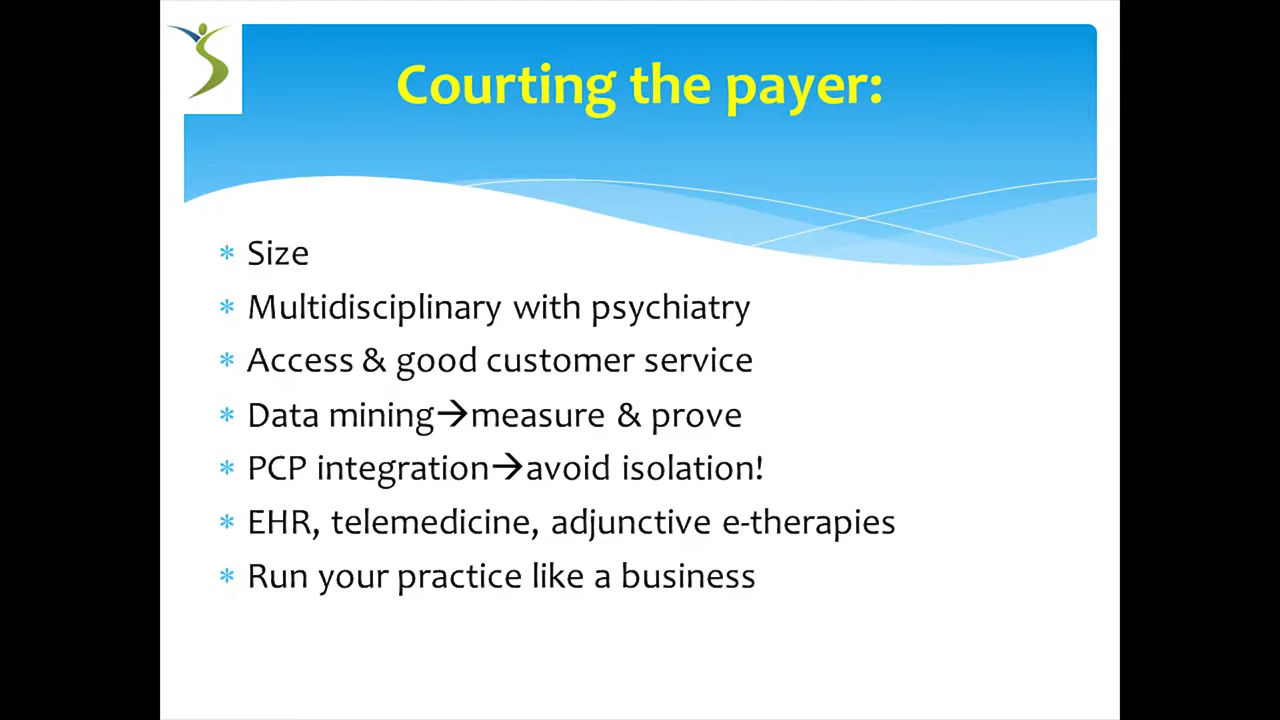 Courting the payer:
* Size
* Multidisciplinary with psychiatry
* Access & good customer service
* Data mining→measure & prove
* PCP integration→avoid isolation!
* EHR, telemedicine, adjunctive e-therapies
* Run your practice like a business